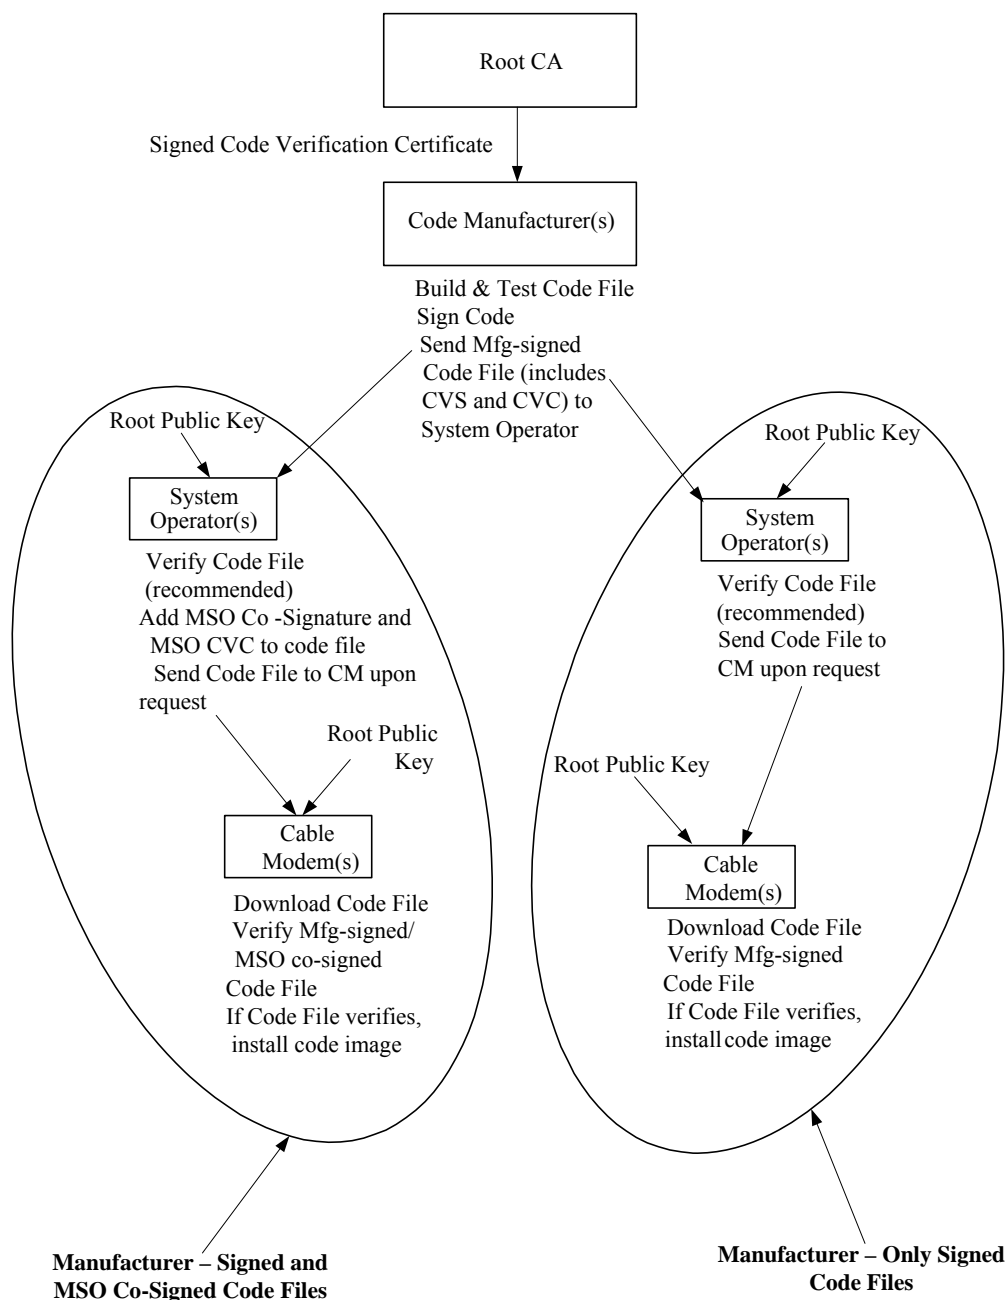 Root CA
Signed Code Verification Certificate
Code Manufacturer(s)
Build & Test Code File
Sign Code
Send Mfg-signed
Code File (includes
CVS and CVC) to
System Operator
Root Public Key
System
Operator(s)
Verify Code File
(recommended)
Add MSO Co -Signature and
MSO CVC to code file
Send Code File to CM upon
request
Root Public
Key
Cable
Modem(s)
Download Code File
Verify Mfg-signed/
MSO co-signed
Code File
If Code File verifies,
install code image
Manufacturer – Signed and
MSO Co-Signed Code Files
Root Public Key
System
Operator(s)
Verify Code File
(recommended)
Send Code File to
CM upon request
Root Public Key
Cable
Modem(s)
Download Code File
Verify Mfg-signed
Code File
If Code File verifies,
install code image
Manufacturer – Only Signed
Code Files